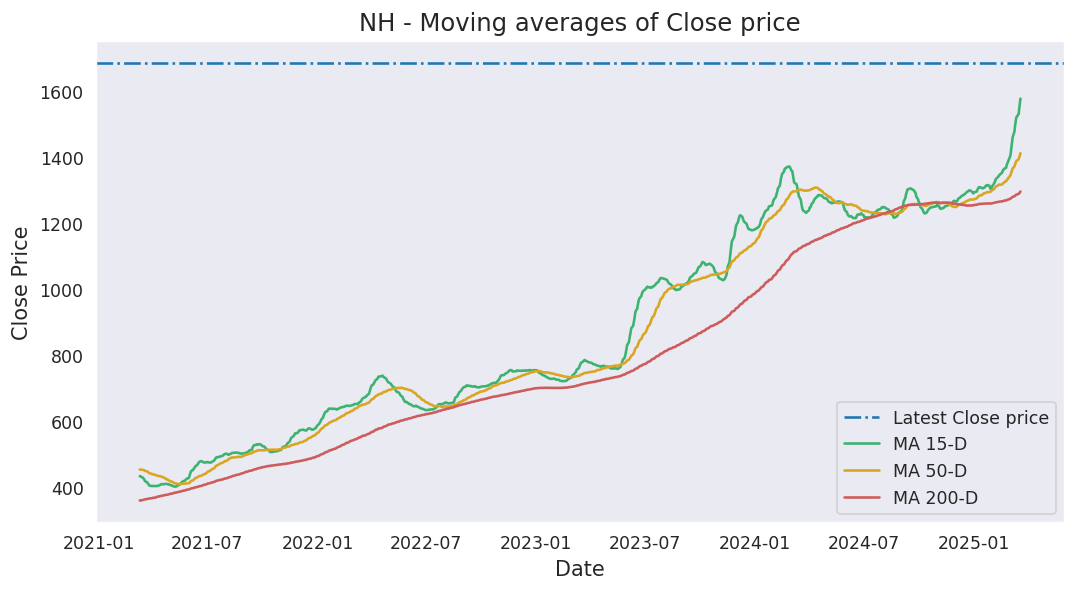 NH - Moving averages of Close price
Close Price
1600
1400
1200
1000
800
600
400
2021-01 2021-07 2022-01 2022-07 2023-01 2023-07 2024-01 2024-07 2025-01
Date
Latest Close price
MA 15-D
MA 50-D
MA 200-D